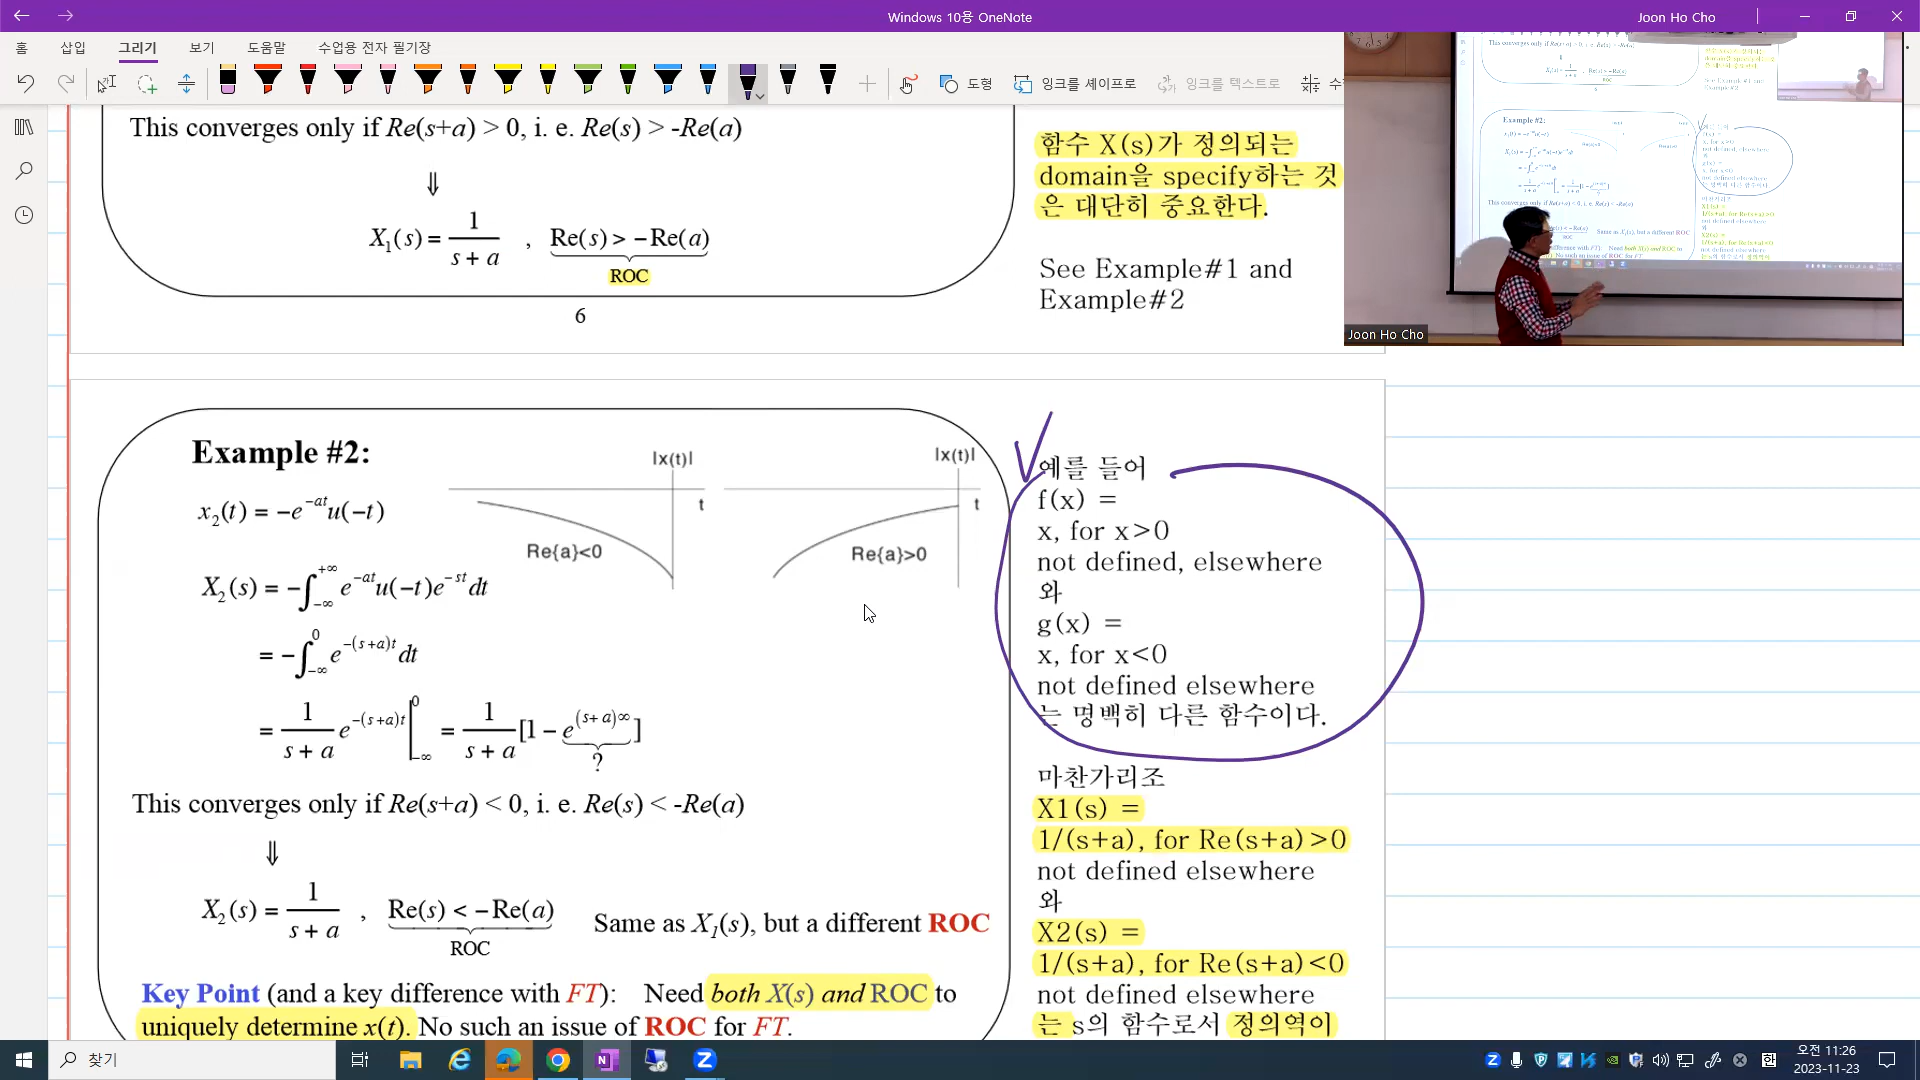 Windows 10용 OneNote
Joon Ho Cho
홈 삽입 그리기 보기 도움말 수업용 전자 필기장
도형 잉크를 셰이프로 잉크를 텍스트로 수
This converges only if Re(s+a) > 0, i. e. Re(s) > -Re(a)
⇓
X₁(s) = 1/(s + a) , Re(s) > −Re(a)
ROC
6
함수 X(s)가 정의되는
domain을 specify하는 것
은 대단히 중요한다.
See Example#1 and
Example#2
Joon Ho Cho
Example #2:
|x(t)|
t
Re{a}<0
|x(t)|
t
Re{a}>0
x₂(t) = −e^{−at}u(−t)
X₂(s) = −∫_{−∞}^{+∞} e^{−at}u(−t)e^{−st}dt
= −∫_{−∞}^{0} e^{−(s+a)t}dt
= 1/(s + a) e^{−(s+a)t}|_{−∞}^{0} = 1/(s + a) [1 − e^{(s+a)∞}]
?
This converges only if Re(s+a) < 0, i. e. Re(s) < -Re(a)
⇓
X₂(s) = 1/(s + a) , Re(s) < −Re(a) Same as X₁(s), but a different ROC
ROC
Key Point (and a key difference with FT): Need both X(s) and ROC to
uniquely determine x(t). No such an issue of ROC for FT.
예를 들어
f(x) =
x, for x>0
not defined, elsewhere
와
g(x) =
x, for x<0
not defined elsewhere
는 명백히 다른 함수이다.
마찬가리조
X1(s) =
1/(s+a), for Re(s+a)>0
not defined elsewhere
와
X2(s) =
1/(s+a), for Re(s+a)<0
not defined elsewhere
는 s의 함수로서 정의역이
찾기
한
오전 11:26
2023-11-23